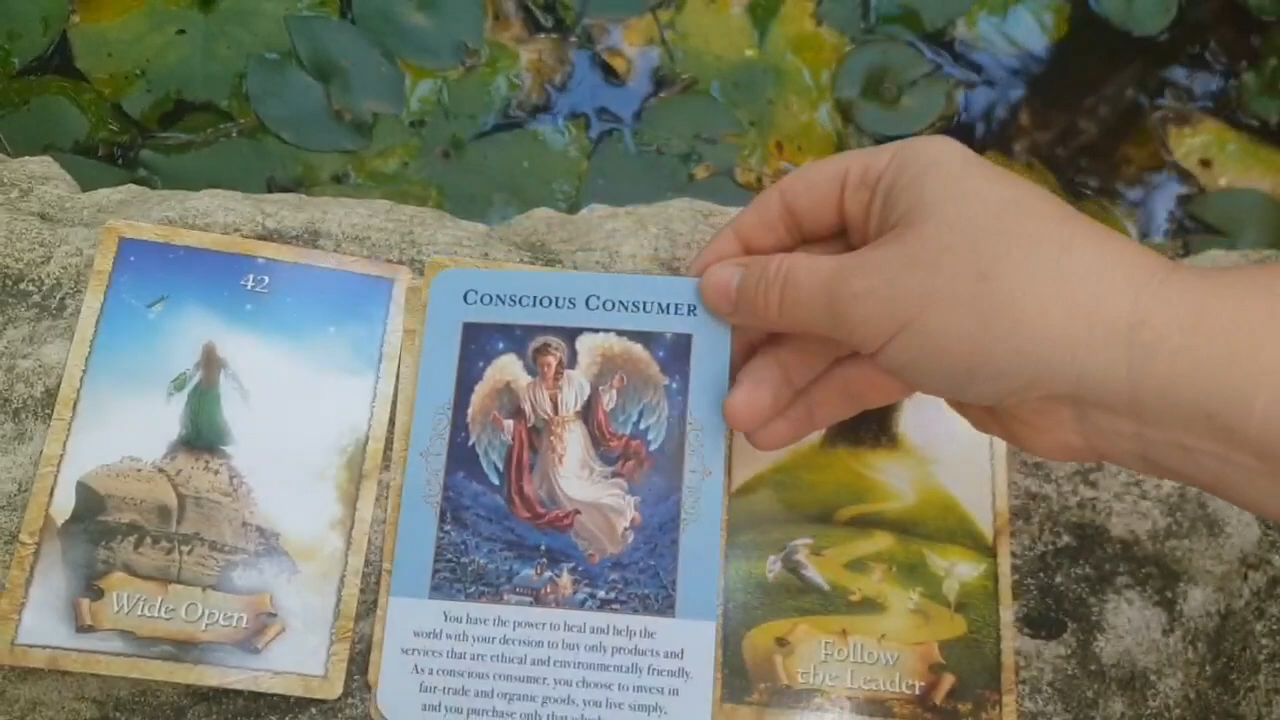 42
Wide Open
CONSCIOUS CONSUMER
You have the power to heal and help the
world with your decision to buy only products and
services that are ethical and environmentally friendly.
As a conscious consumer, you choose to invest in
fair-trade and organic goods, you live simply,
and you purchase only that
Follow
the Leader